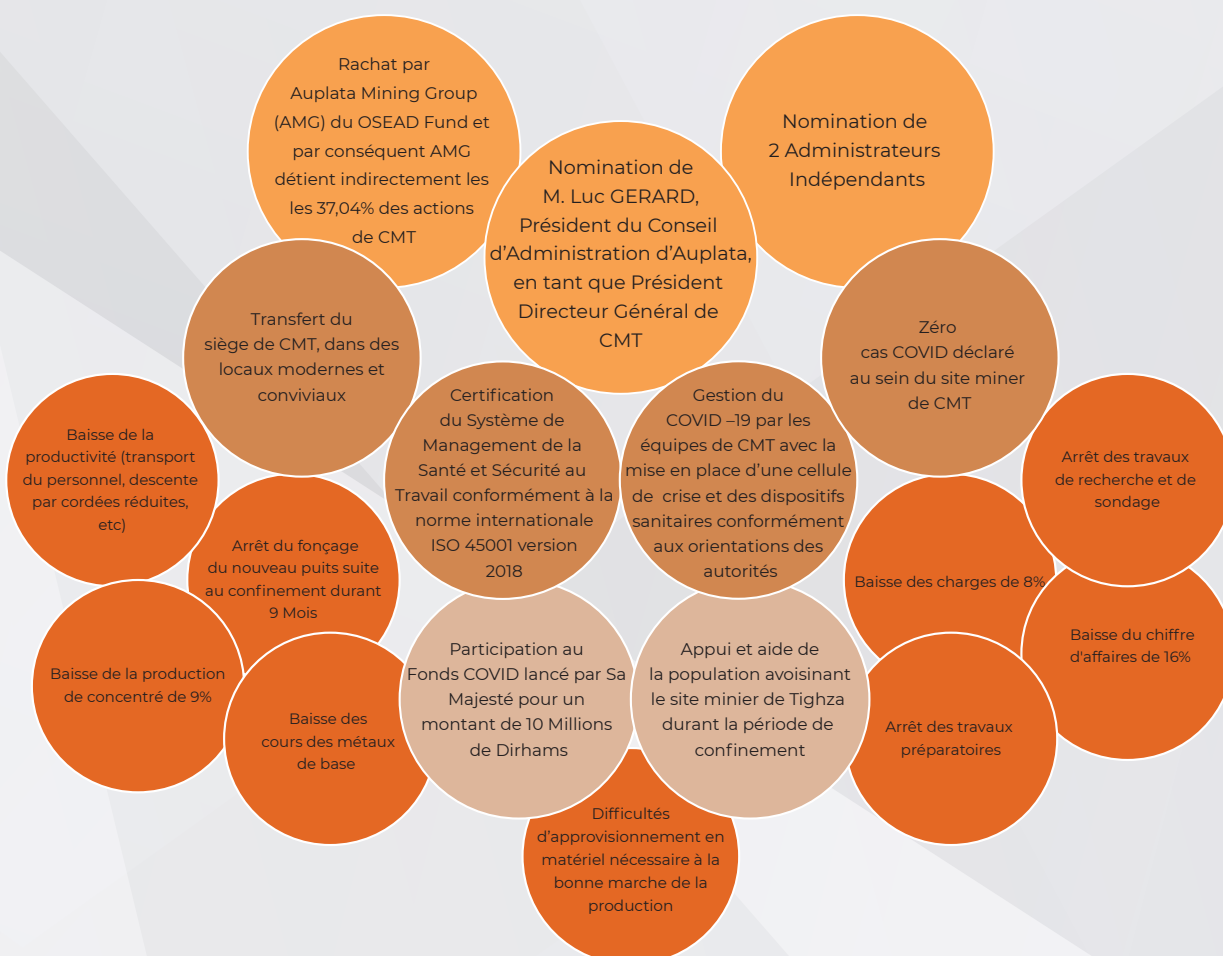 Rachat par
Auplata Mining Group
(AMG) du OSEAD Fund et
par conséquent AMG
détient indirectement les
les 37,04% des actions
de CMT
Nomination de
M. Luc GERARD,
Président du Conseil
d'Administration d'Auplata,
en tant que Président
Directeur Général de
CMT
Nomination de
2 Administrateurs
Indépendants
Transfert du
siège de CMT, dans des
locaux modernes et
conviviaux
Certification
du Système de
Management de la
Santé et Sécurité au
Travail conformément à la
norme internationale
ISO 45001 version
2018
Gestion du
COVID –19 par les
équipes de CMT avec la
mise en place d'une cellule
de crise et des dispositifs
sanitaires conformément
aux orientations des
autorités
Zéro
cas COVID déclaré
au sein du site miner
de CMT
Baisse de la
productivité (transport
du personnel, descente
par cordées réduites,
etc)
Arrêt du fonçage
du nouveau puits suite
au confinement durant
9 Mois
Baisse des charges de 8%
Arrêt des travaux
de recherche et de
sondage
Baisse de la production
de concentré de 9%
Baisse des
cours des métaux
de base
Participation au
Fonds COVID lancé par Sa
Majesté pour un
montant de 10 Millions
de Dirhams
Appui et aide de
la population avoisinant
le site minier de Tighza
durant la période de
confinement
Arrêt des travaux
préparatoires
Baisse du chiffre
d'affaires de 16%
Difficultés
d'approvisionnement en
matériel nécessaire à la
bonne marche de la
production